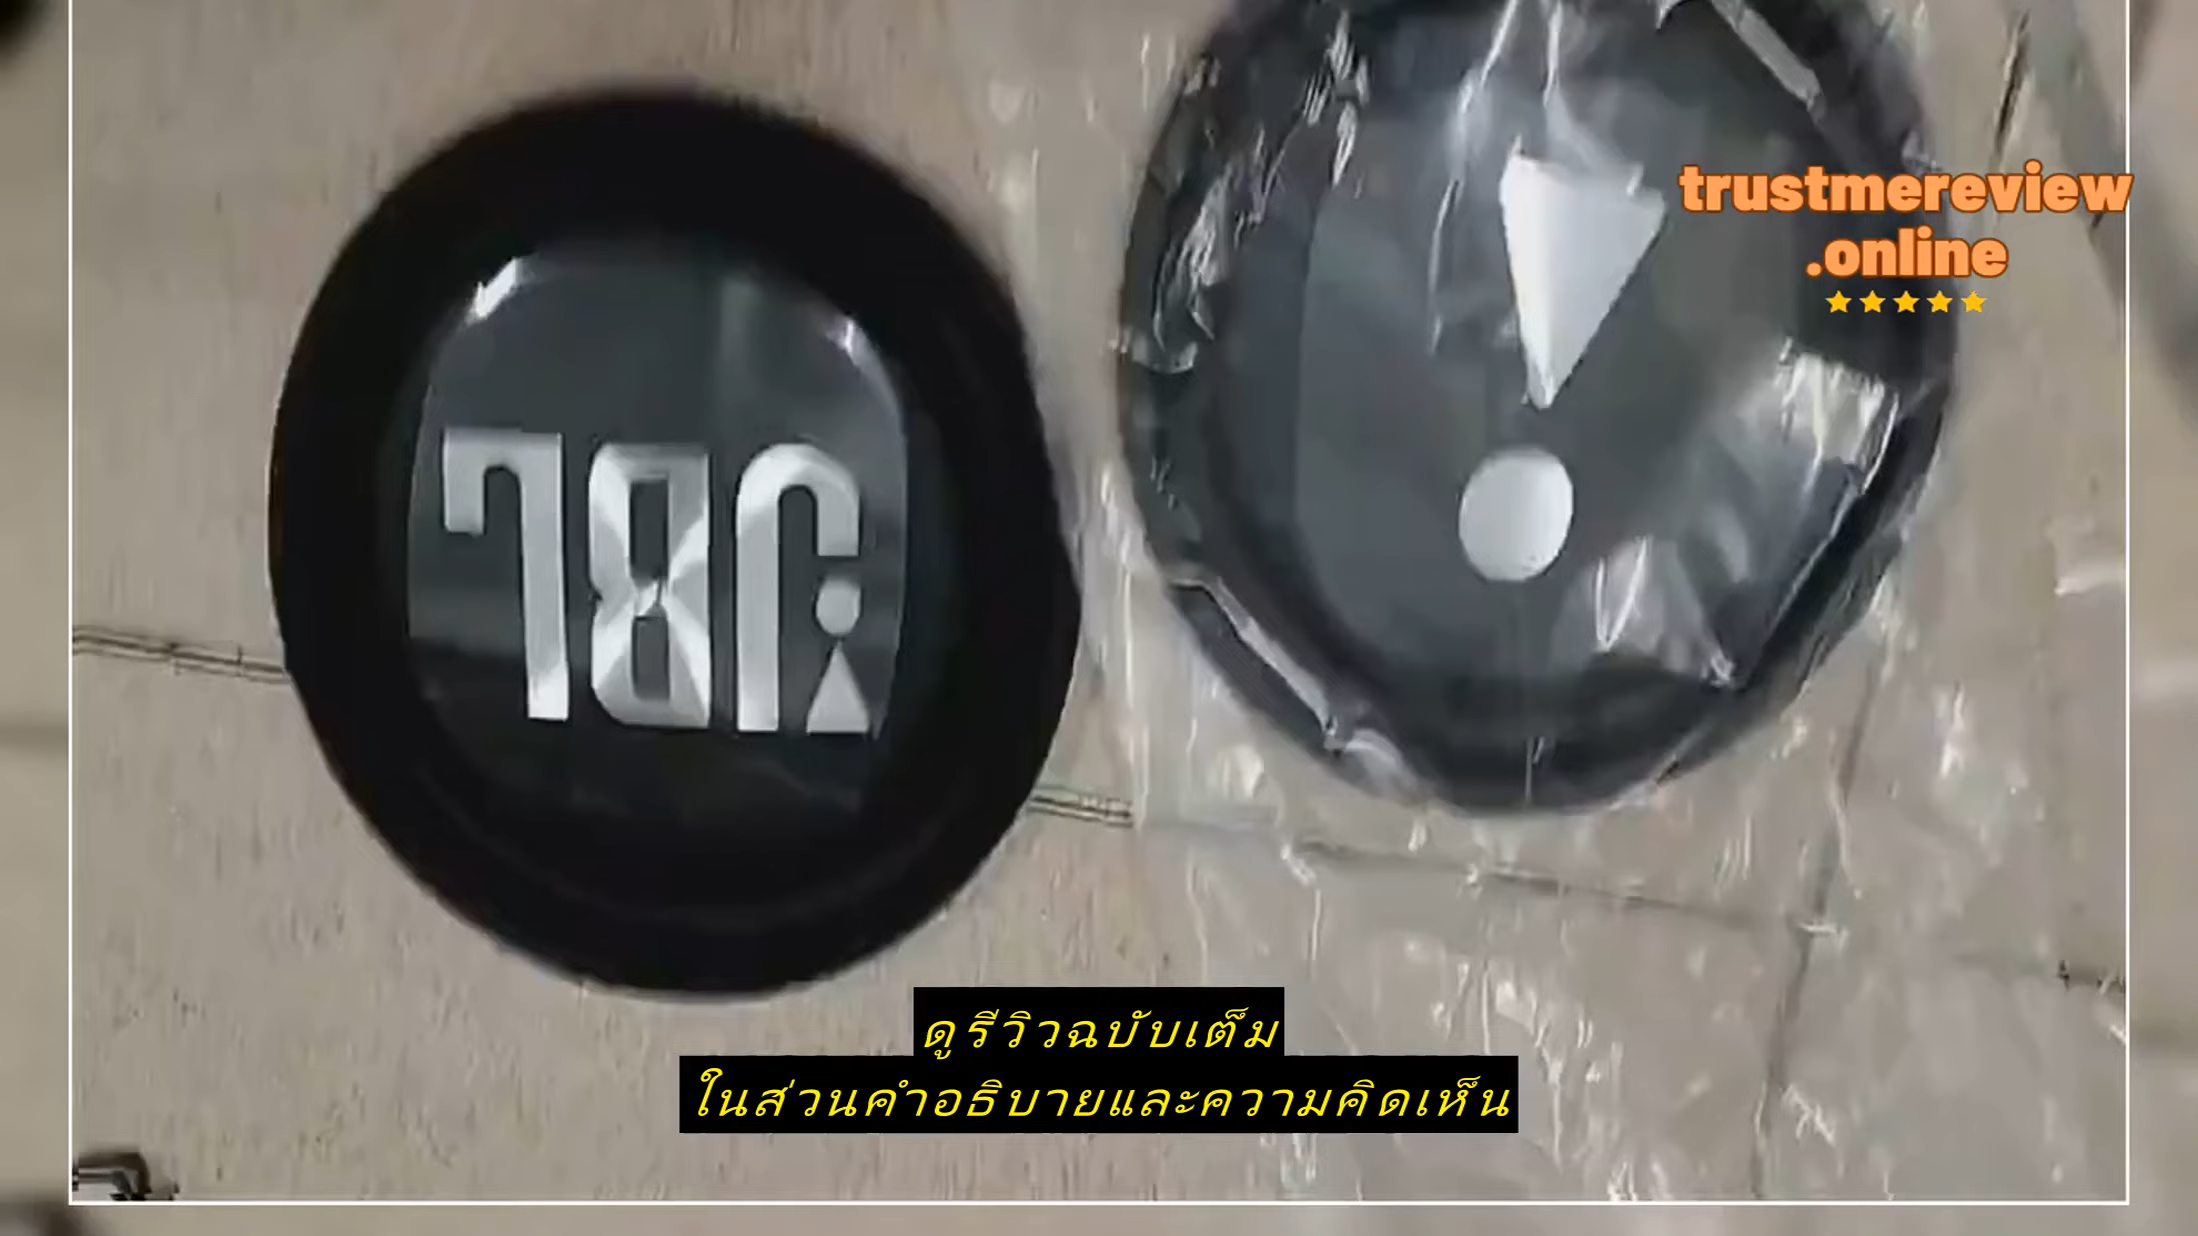 JBL
trustmereview
.online
ดูรีวิวฉบับเต็ม
ในส่วนคำอธิบายและความคิดเห็น